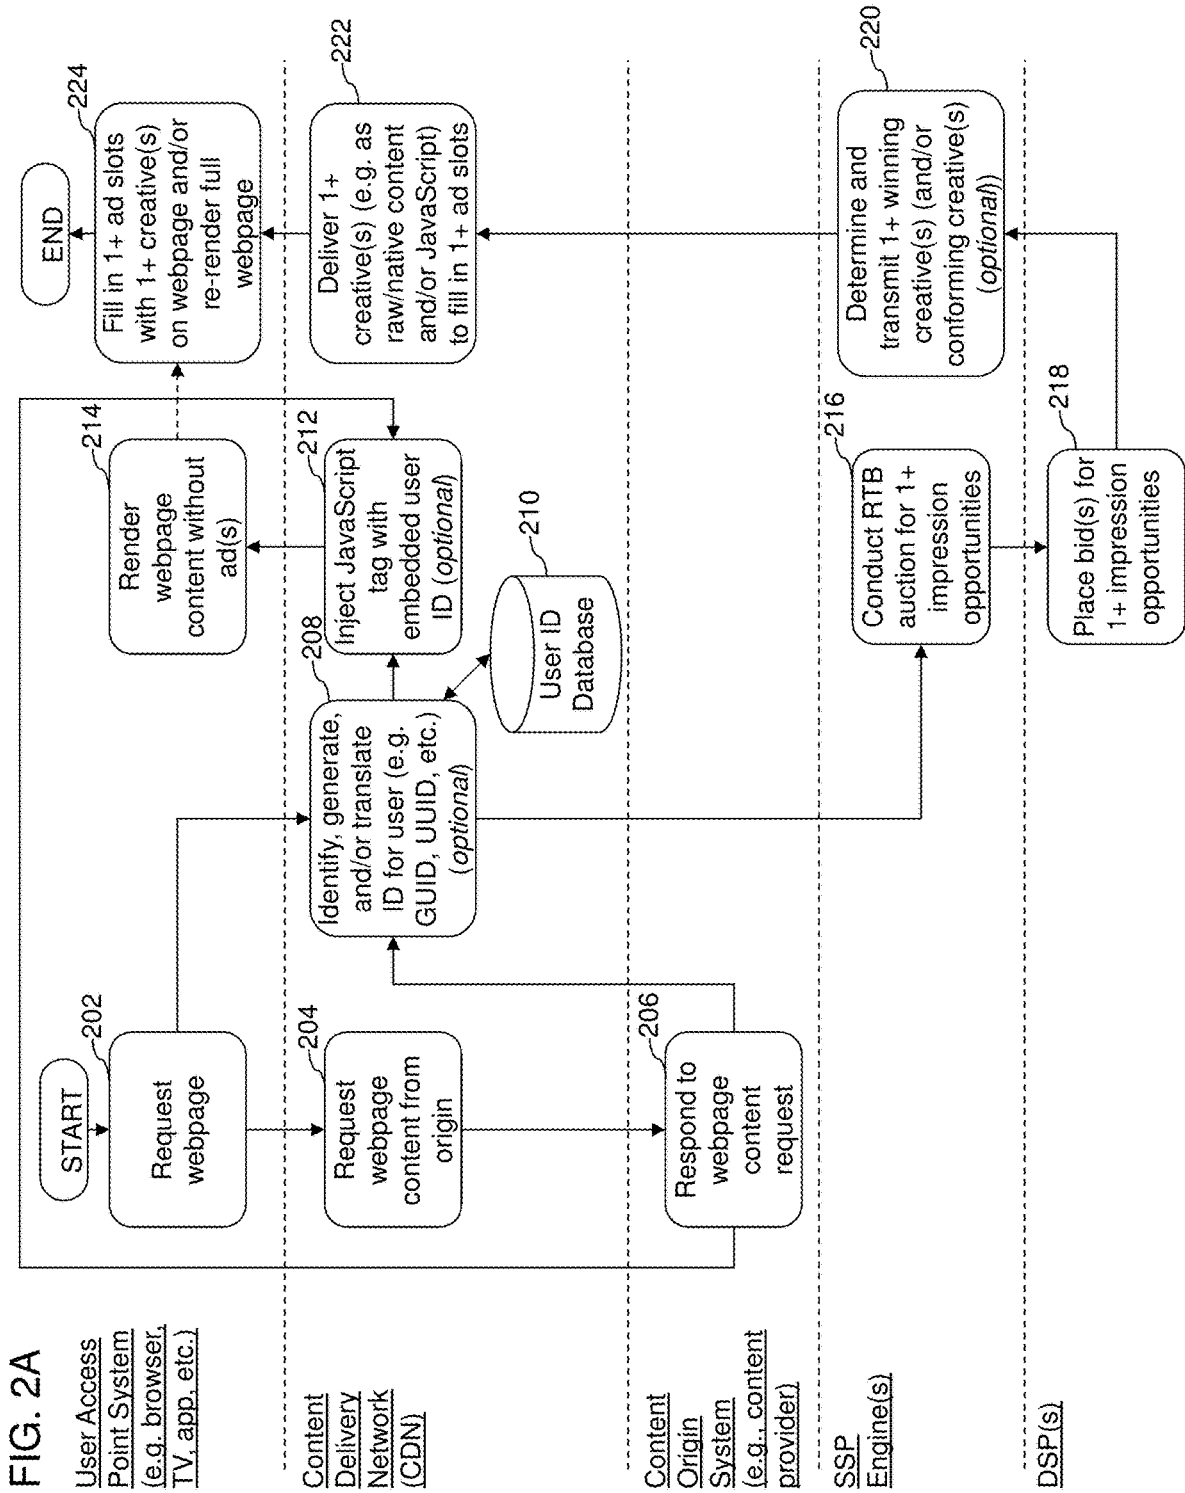 FIG. 2A
User Access
Point System
(e.g. browser,
TV, app, etc.)
START
202
Request
webpage
214
Render
webpage
content without
ad(s)
END
224
Fill in 1+ ad slots
with 1+ creative(s)
on webpage and/or
re-render full
webpage
Content
Delivery
Network
(CDN)
204
Request
webpage
content from
origin
208
Identify, generate,
and/or translate
ID for user (e.g.
GUID, UUID, etc.)
(optional)
210
User ID
Database
212
Inject JavaScript
tag with
embedded user
ID (optional)
222
Deliver 1+
creative(s) (e.g. as
raw/native content
and/or JavaScript)
to fill in 1+ ad slots
Content
Origin
System
(e.g., content
provider)
206
Respond to
webpage
content
request
SSP
Engine(s)
216
Conduct RTB
auction for 1+
impression
opportunities
220
Determine and
transmit 1+ winning
creative(s) (and/or
conforming creative(s)
(optional))
DSP(s)
218
Place bid(s) for
1+ impression
opportunities